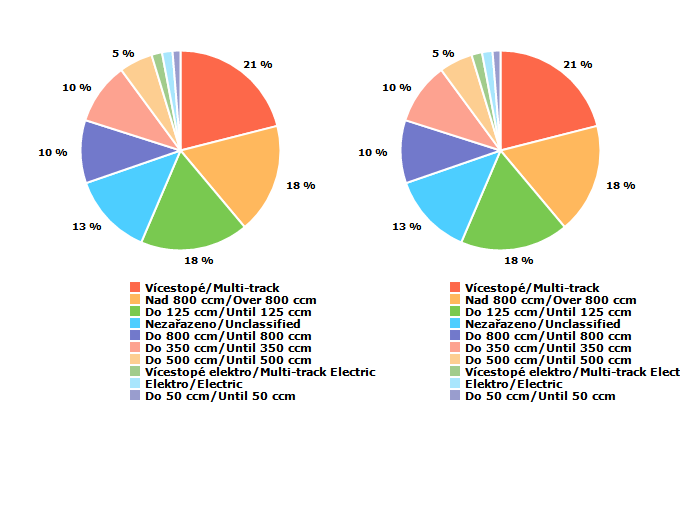 5 % 21 %
10 %
10 % 18 %
13 %
18 %
Vícestopé/Multi-track
Nad 800 ccm/Over 800 ccm
Do 125 ccm/Until 125 ccm
Nezařazeno/Unclassified
Do 800 ccm/Until 800 ccm
Do 350 ccm/Until 350 ccm
Do 500 ccm/Until 500 ccm
Vícestopé elektro/Multi-track Electric
Elektro/Electric
Do 50 ccm/Until 50 ccm
5 % 21 %
10 %
10 % 18 %
13 %
18 %
Vícestopé/Multi-track
Nad 800 ccm/Over 800 ccm
Do 125 ccm/Until 125 ccm
Nezařazeno/Unclassified
Do 800 ccm/Until 800 ccm
Do 350 ccm/Until 350 ccm
Do 500 ccm/Until 500 ccm
Vícestopé elektro/Multi-track Elect
Elektro/Electric
Do 50 ccm/Until 50 ccm